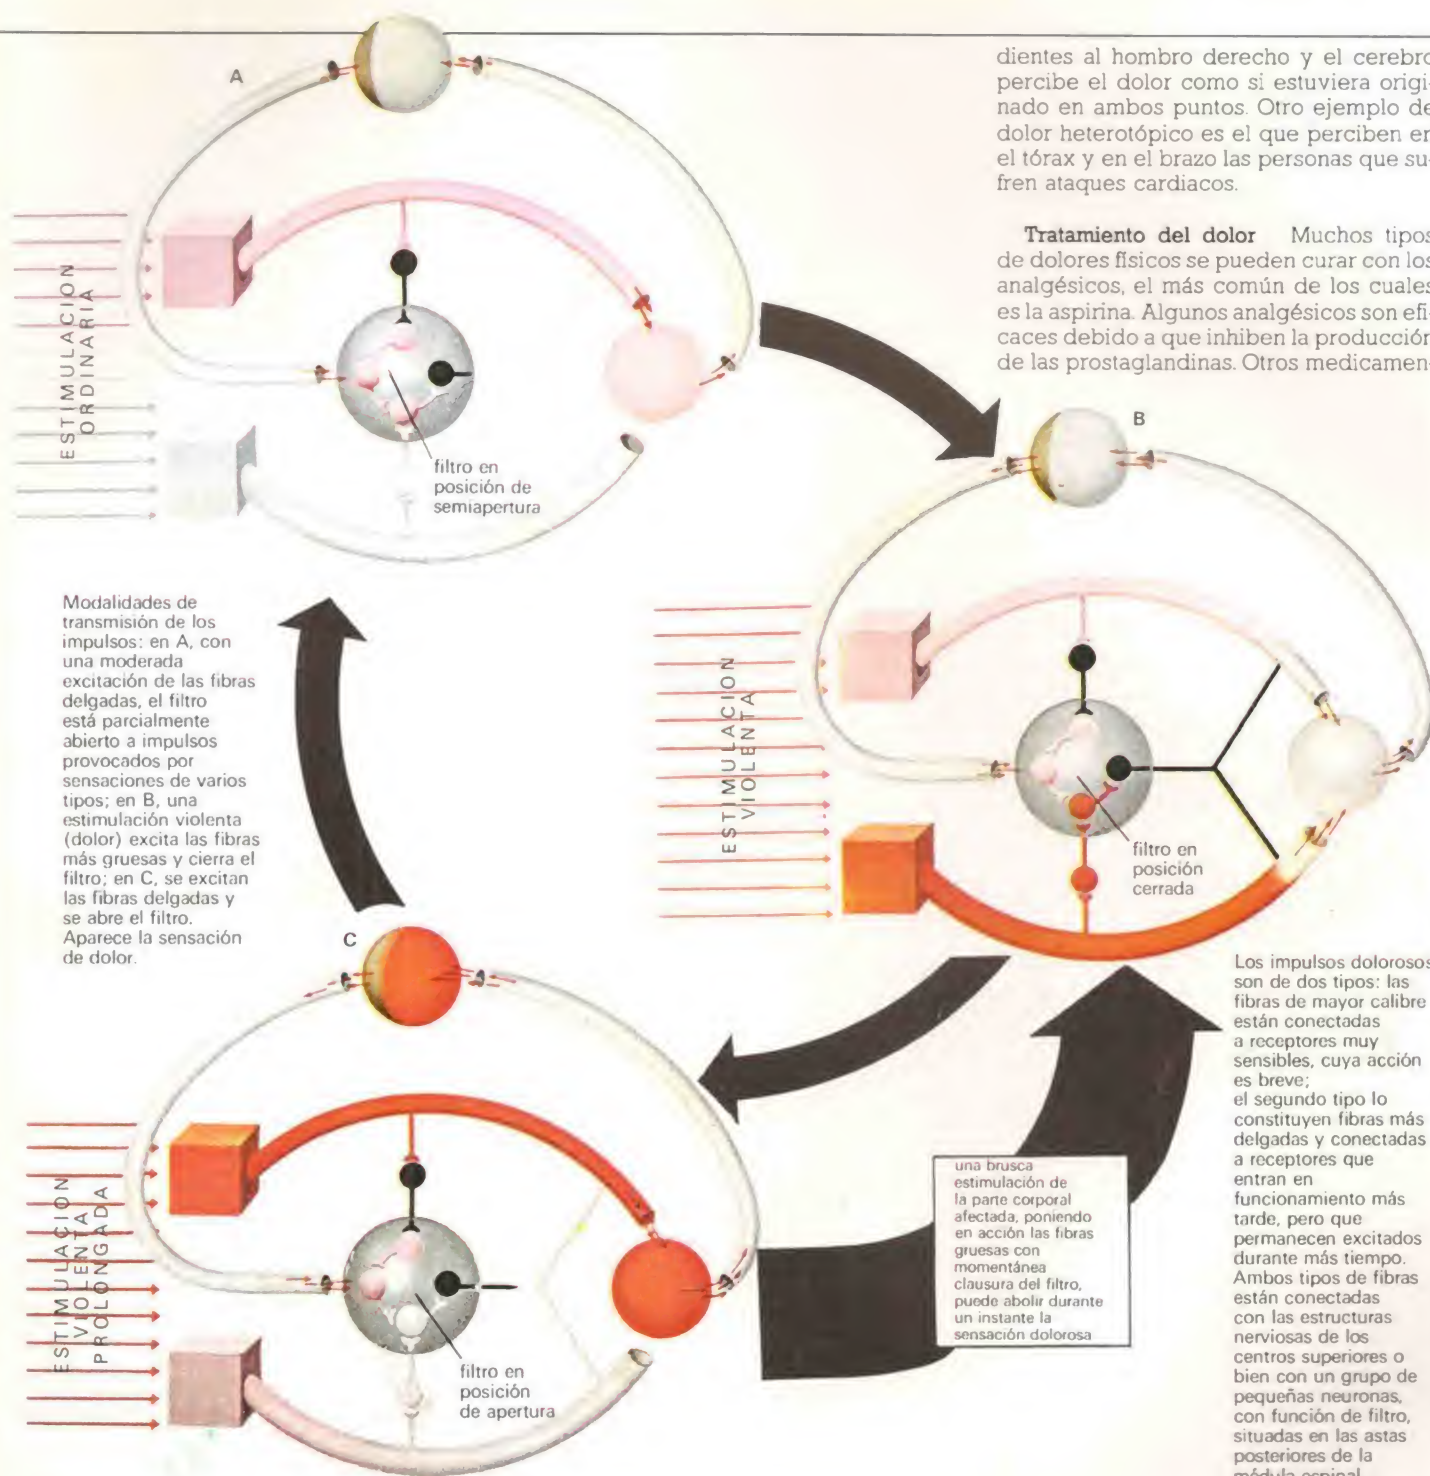 dientes al hombro derecho y el cerebro
percibe el dolor como si estuviera origi-
nado en ambos puntos. Otro ejemplo de
dolor heterotópico es el que perciben en
el tórax y en el brazo las personas que su-
fren ataques cardiacos.
Tratamiento del dolor Muchos tipos
de dolores físicos se pueden curar con los
analgésicos, el más común de los cuales
es la aspirina. Algunos analgésicos son efi-
caces debido a que inhiben la producción
de las prostaglandinas. Otros medicamen-
A
ESTIMULACION
ORDINARIA
filtro en
posición de
semiapertura
Modalidades de
transmisión de los
impulsos: en A, con
una moderada
excitación de las fibras
delgadas, el filtro
está parcialmente
abierto a impulsos
provocados por
sensaciones de varios
tipos; en B, una
estimulación violenta
(dolor) excita las fibras
más gruesas y cierra el
filtro; en C, se excitan
las fibras delgadas y
se abre el filtro.
Aparece la sensación
de dolor.
B
ESTIMULACION
VIOLENTA
filtro en
posición
cerrada
C
ESTIMULACION
VIOLENTA
PROLONGADA
filtro en
posición
de apertura
una brusca
estimulación de
la parte corporal
afectada, poniendo
en acción las fibras
gruesas con
momentánea
clausura del filtro,
puede abolir durante
un instante la
sensación dolorosa
Los impulsos dolorosos
son de dos tipos: las
fibras de mayor calibre
están conectadas
a receptores muy
sensibles, cuya acción
es breve;
el segundo tipo lo
constituyen fibras más
delgadas y conectadas
a receptores que
entran en
funcionamiento más
tarde, pero que
permanecen excitados
durante más tiempo.
Ambos tipos de fibras
están conectadas
con las estructuras
nerviosas de los
centros superiores o
bien con un grupo de
pequeñas neuronas,
con función de filtro,
situadas en las astas
posteriores de la
médula espinal